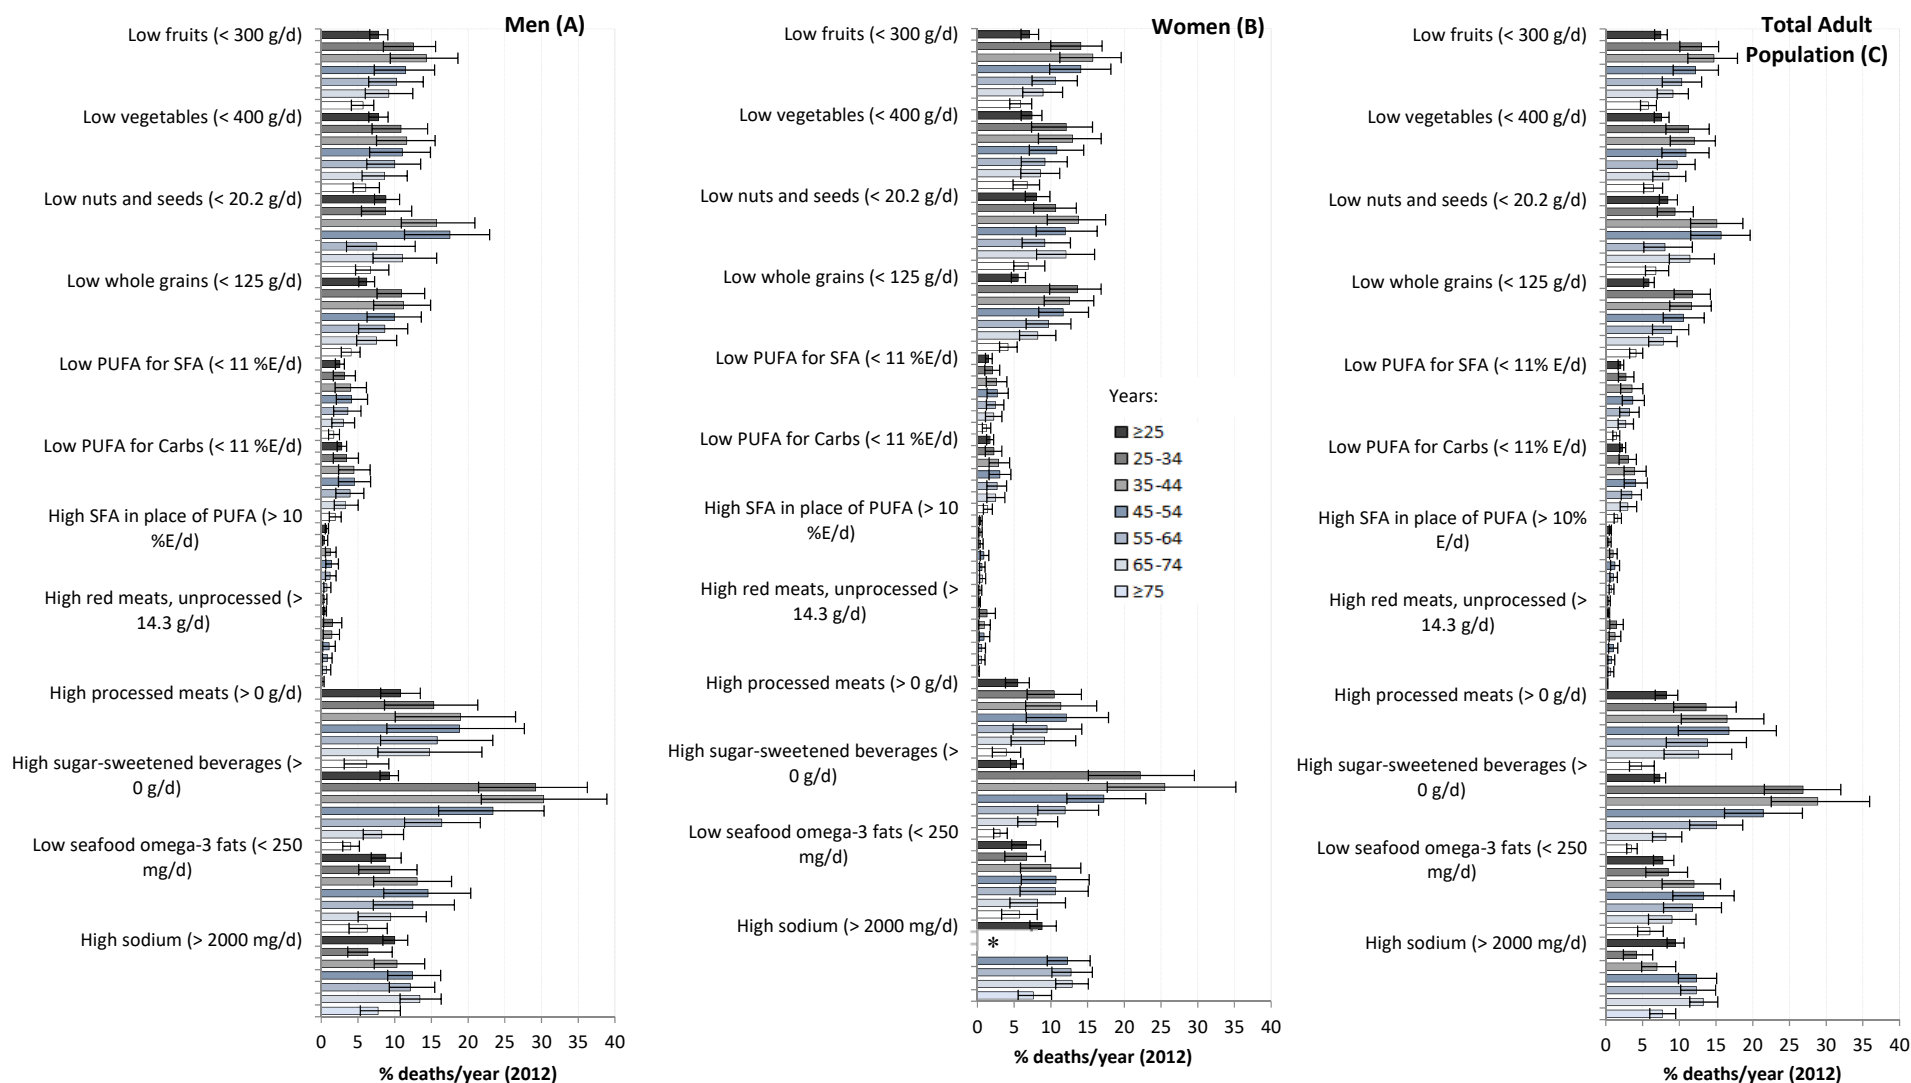 Men (A)
Low fruits (< 300 g/d)
Low vegetables (< 400 g/d)
Low nuts and seeds (< 20.2 g/d)
Low whole grains (< 125 g/d)
Low PUFA for SFA (< 11 %E/d)
Low PUFA for Carbs (< 11 %E/d)
High SFA in place of PUFA (> 10
%E/d)
High red meats, unprocessed (>
14.3 g/d)
High processed meats (> 0 g/d)
High sugar-sweetened beverages (>
0 g/d)
Low seafood omega-3 fats (< 250
mg/d)
High sodium (> 2000 mg/d)
0 5 10 15 20 25 30 35 40
% deaths/year (2012)
Women (B)
Low fruits (< 300 g/d)
Low vegetables (< 400 g/d)
Low nuts and seeds (< 20.2 g/d)
Low whole grains (< 125 g/d)
Low PUFA for SFA (< 11 %E/d)
Low PUFA for Carbs (< 11 %E/d)
High SFA in place of PUFA (> 10
%E/d)
High red meats, unprocessed (>
14.3 g/d)
High processed meats (> 0 g/d)
High sugar-sweetened beverages (>
0 g/d)
Low seafood omega-3 fats (< 250
mg/d)
High sodium (> 2000 mg/d)
*
Years:
≥25
25-34
35-44
45-54
55-64
65-74
≥75
0 5 10 15 20 25 30 35 40
% deaths/year (2012)
Total Adult
Population (C)
Low fruits (< 300 g/d)
Low vegetables (< 400 g/d)
Low nuts and seeds (< 20.2 g/d)
Low whole grains (< 125 g/d)
Low PUFA for SFA (< 11% E/d)
Low PUFA for Carbs (< 11% E/d)
High SFA in place of PUFA (> 10%
E/d)
High red meats, unprocessed (>
14.3 g/d)
High processed meats (> 0 g/d)
High sugar-sweetened beverages (>
0 g/d)
Low seafood omega-3 fats (< 250
mg/d)
High sodium (> 2000 mg/d)
0 5 10 15 20 25 30 35 40
% deaths/year (2012)